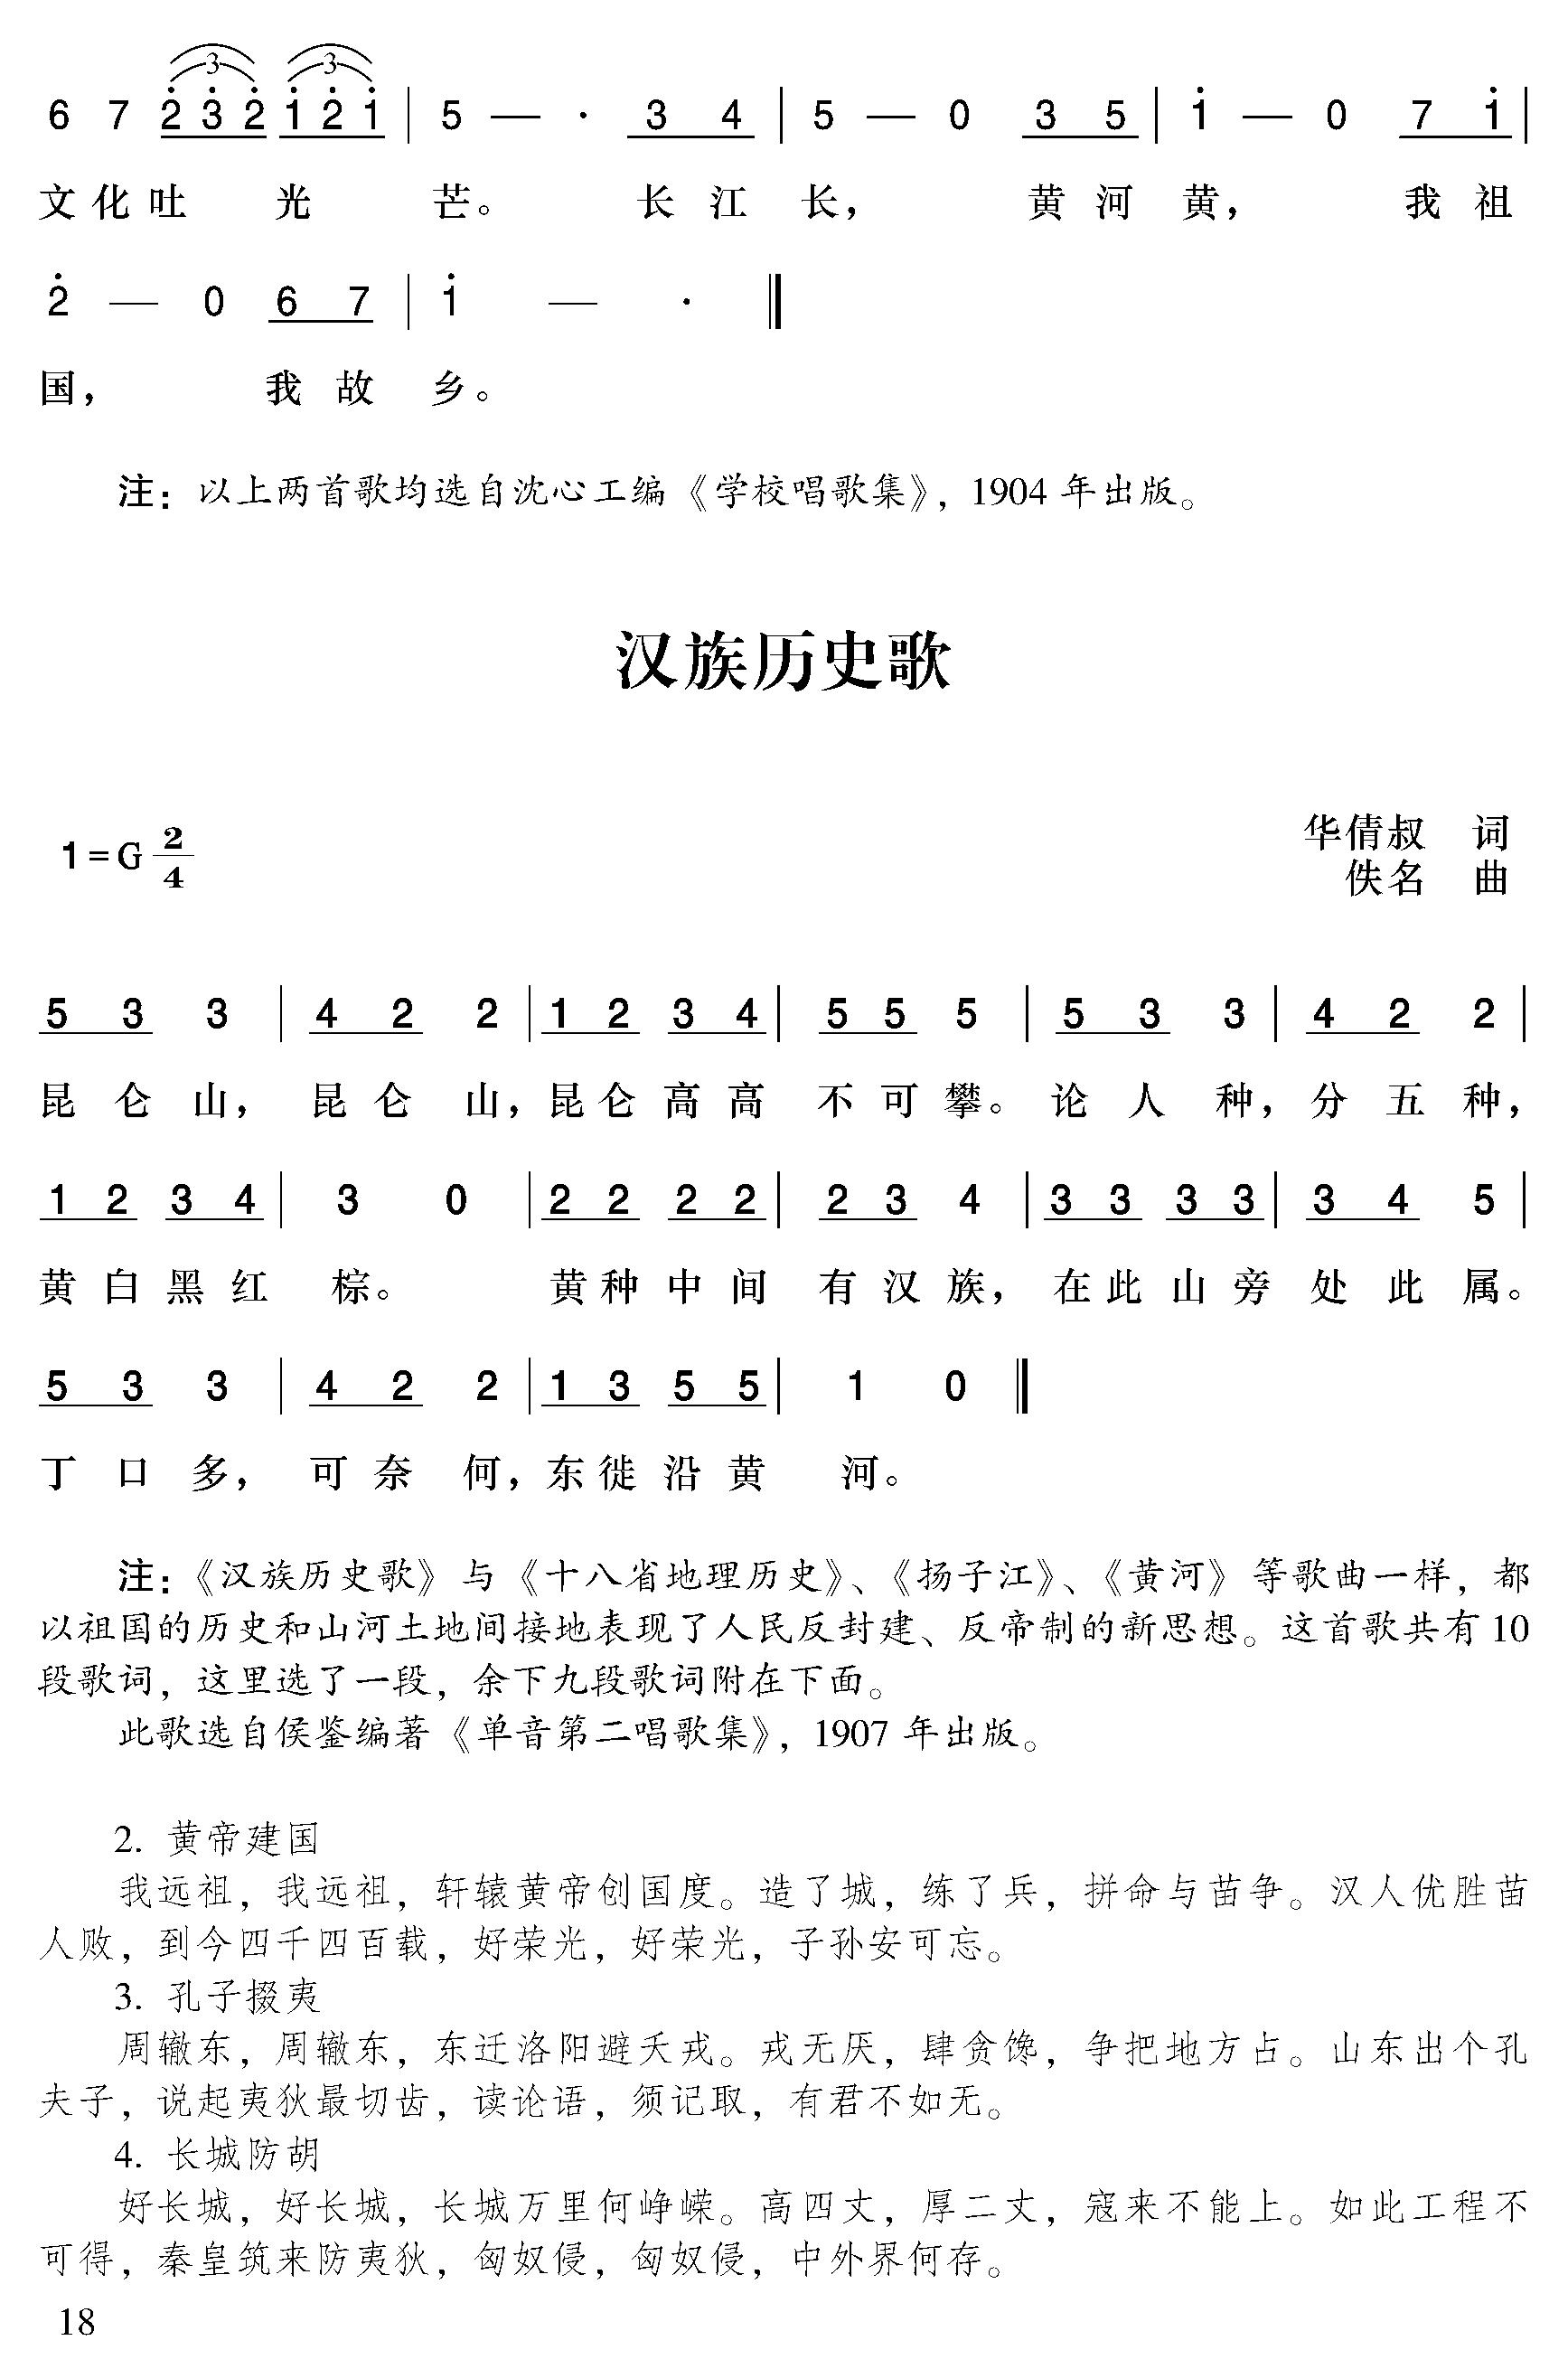 6 7 2̇ 3̇ 2̇ 1̇ 2̇ 1̇ | 5 — · 3 4 | 5 — 0 3 5 | 1̇ — 0 7 1̇ |
文化吐 光 芒。 长江长， 黄河黄， 我祖
2̇ — 0 6 7 | 1̇ — · ‖
国， 我故乡。
注：以上两首歌均选自沈心工编《学校唱歌集》，1904 年出版。
汉族历史歌
1=G 2/4
华倩叔 词
佚名 曲
5 3 3 | 4 2 2 | 1 2 3 4 | 5 5 5 | 5 3 3 | 4 2 2 |
昆仑山，昆仑山，昆仑高高不可攀。论人种，分五种，
1 2 3 4 | 3 0 | 2 2 2 2 | 2 3 4 | 3 3 3 3 | 3 4 5 |
黄白黑红棕。 黄种中间有汉族，在此山旁处此属。
5 3 3 | 4 2 2 | 1 3 5 5 | 1 0 ‖
丁口多，可奈何，东徙沿黄河。
注：《汉族历史歌》与《十八省地理历史》、《扬子江》、《黄河》等歌曲一样，都
以祖国的历史和山河土地间接地表现了人民反封建、反帝制的新思想。这首歌共有10
段歌词，这里选了一段，余下九段歌词附在下面。
此歌选自侯鉴编著《单音第二唱歌集》，1907 年出版。
2. 黄帝建国
我远祖，我远祖，轩辕黄帝创国度。造了城，练了兵，拼命与苗争。汉人优胜苗
人败，到今四千四百载，好荣光，好荣光，子孙安可忘。
3. 孔子掇夷
周辙东，周辙东，东迁洛阳避天戎。戎无厌，肆贪馋，争把地方占。山东出个孔
夫子，说起夷狄最切齿，读论语，须记取，有君不如无。
4. 长城防胡
好长城，好长城，长城万里何峥嵘。高四丈，厚二丈，寇来不能上。如此工程不
可得，秦皇筑来防夷狄，匈奴侵，匈奴侵，中外界何存。
18